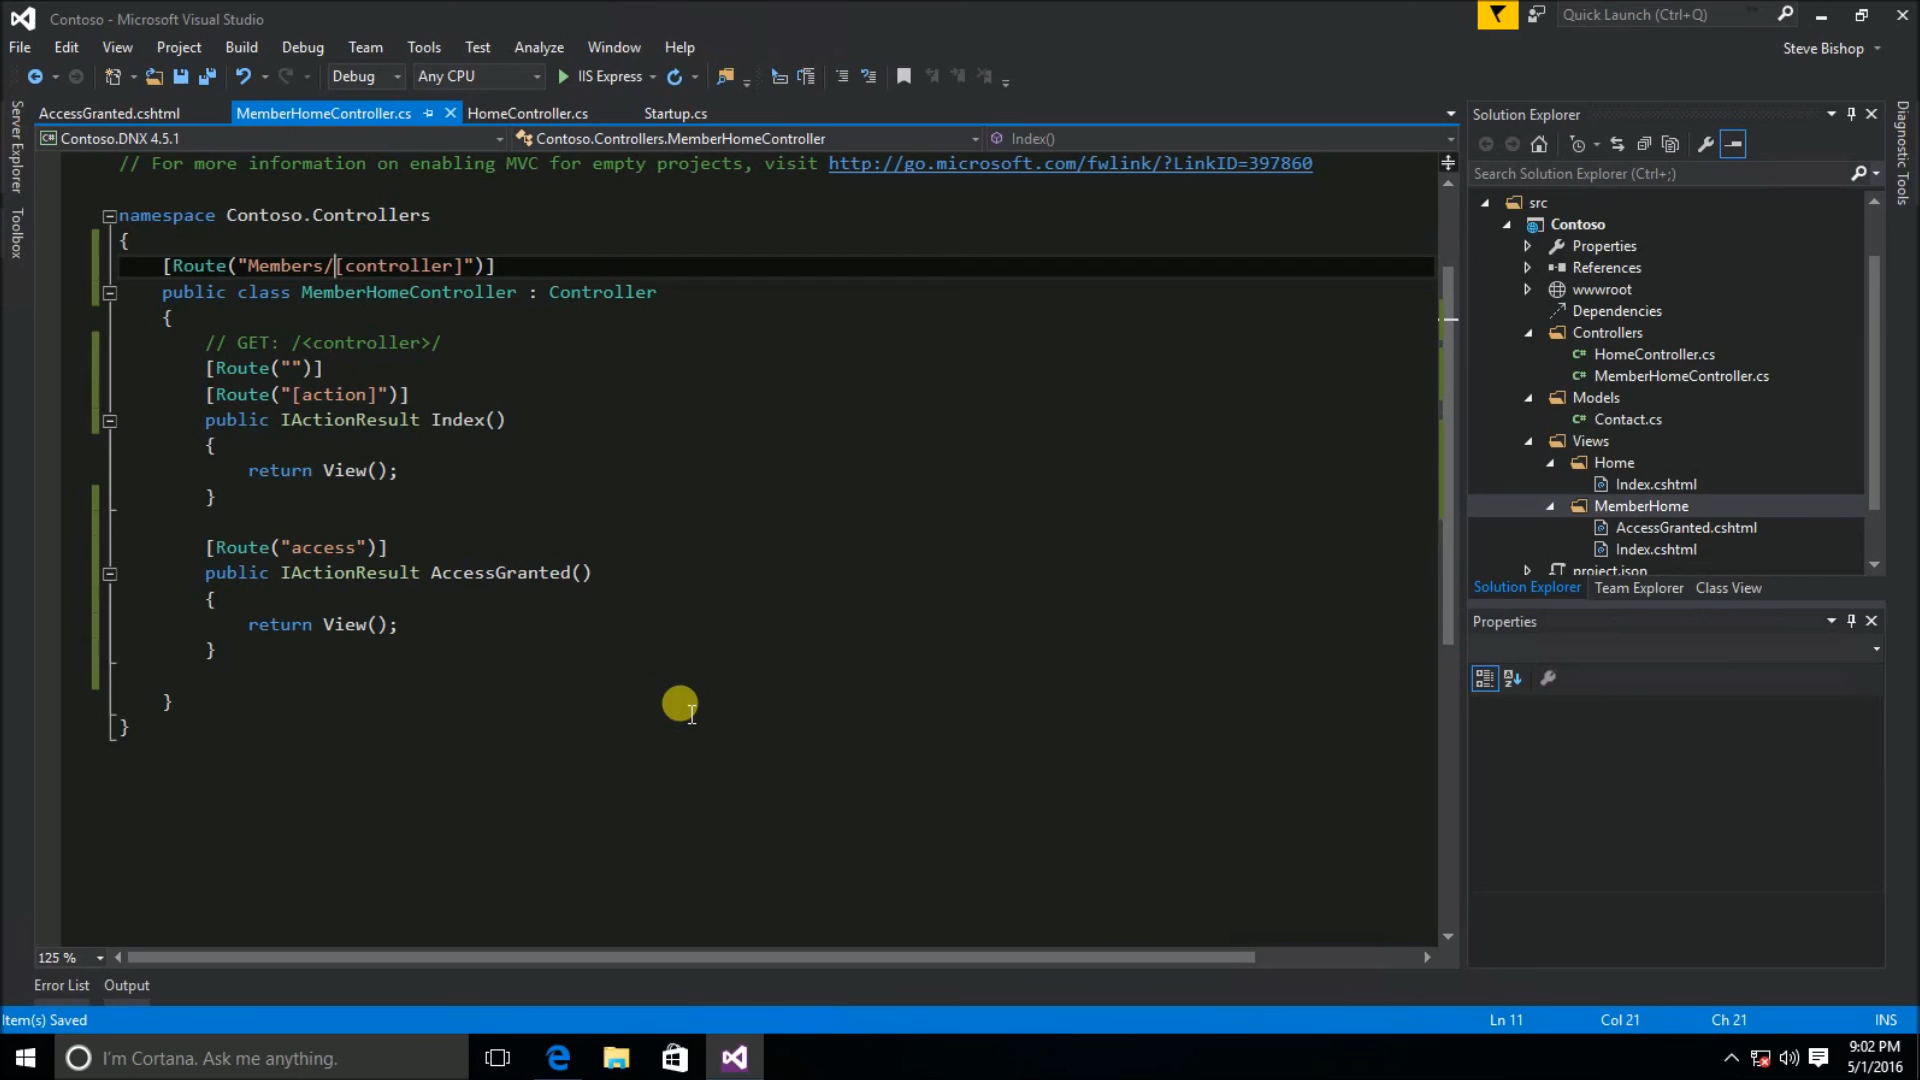 Contoso - Microsoft Visual Studio
Quick Launch (Ctrl+Q)
File Edit View Project Build Debug Team Tools Test Analyze Window Help
Steve Bishop
Debug Any CPU IIS Express
Server Explorer
Toolbox
AccessGranted.cshtml MemberHomeController.cs HomeController.cs Startup.cs
Contoso.DNX 4.5.1 Contoso.Controllers.MemberHomeController Index()
// For more information on enabling MVC for empty projects, visit http://go.microsoft.com/fwlink/?LinkID=397860
namespace Contoso.Controllers
{
[Route("Members/[controller]")]
public class MemberHomeController : Controller
{
// GET: /<controller>/
[Route("")]
[Route("[action]")]
public IActionResult Index()
{
return View();
}
[Route("access")]
public IActionResult AccessGranted()
{
return View();
}
}
}
125 %
Error List Output
Solution Explorer
Search Solution Explorer (Ctrl+;)
src
Contoso
Properties
References
wwwroot
Dependencies
Controllers
HomeController.cs
MemberHomeController.cs
Models
Contact.cs
Views
Home
Index.cshtml
MemberHome
AccessGranted.cshtml
Index.cshtml
project.json
Solution Explorer Team Explorer Class View
Properties
Diagnostic Tools
Item(s) Saved
Ln 11 Col 21 Ch 21 INS
I'm Cortana. Ask me anything.
9:02 PM
5/1/2016